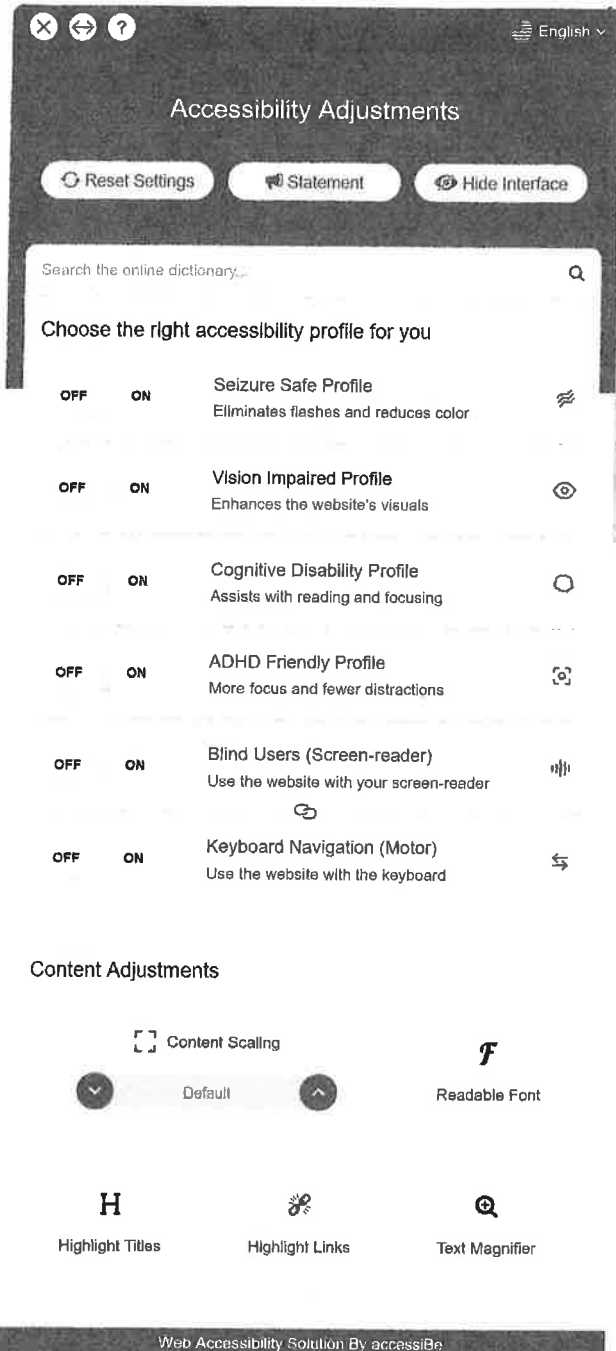 English
Accessibility Adjustments
Reset Settings
Statement
Hide Interface
Search the online dictionary...
Choose the right accessibility profile for you
OFF ON Seizure Safe Profile
Eliminates flashes and reduces color
OFF ON Vision Impaired Profile
Enhances the website's visuals
OFF ON Cognitive Disability Profile
Assists with reading and focusing
OFF ON ADHD Friendly Profile
More focus and fewer distractions
OFF ON Blind Users (Screen-reader)
Use the website with your screen-reader
OFF ON Keyboard Navigation (Motor)
Use the website with the keyboard
Content Adjustments
Content Scaling
Default
Readable Font
Highlight Titles
Highlight Links
Text Magnifier
Web Accessibility Solution By accessiBe